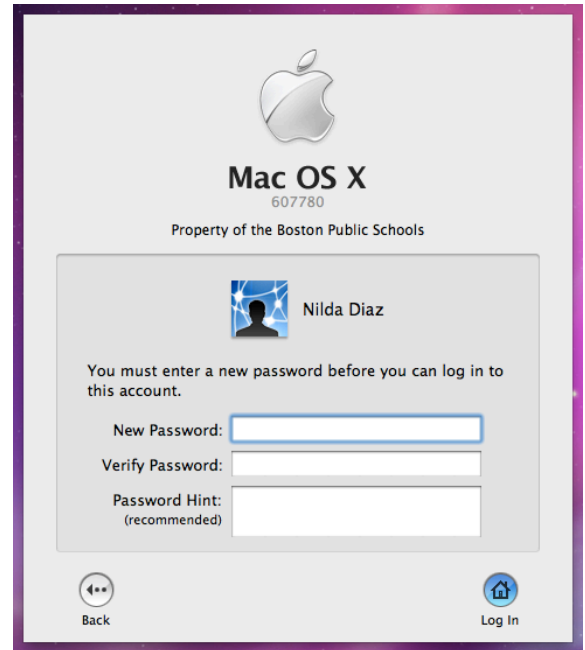 Mac OS X
607780
Property of the Boston Public Schools
Nilda Diaz
You must enter a new password before you can log in to
this account.
New Password:
Verify Password:
Password Hint:
(recommended)
Back
Log In